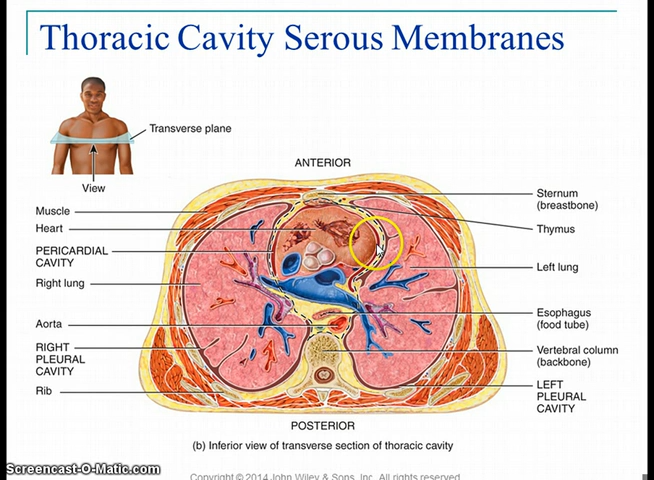 Thoracic Cavity Serous Membranes
Transverse plane
View
ANTERIOR
Muscle
Heart
PERICARDIAL
CAVITY
Right lung
Aorta
RIGHT
PLEURAL
CAVITY
Rib
Sternum
(breastbone)
Thymus
Left lung
Esophagus
(food tube)
Vertebral column
(backbone)
LEFT
PLEURAL
CAVITY
POSTERIOR
(b) Inferior view of transverse section of thoracic cavity
Screencast-O-Matic.com
Copyright © 2014 John Wiley & Sons, Inc. All rights reserved.